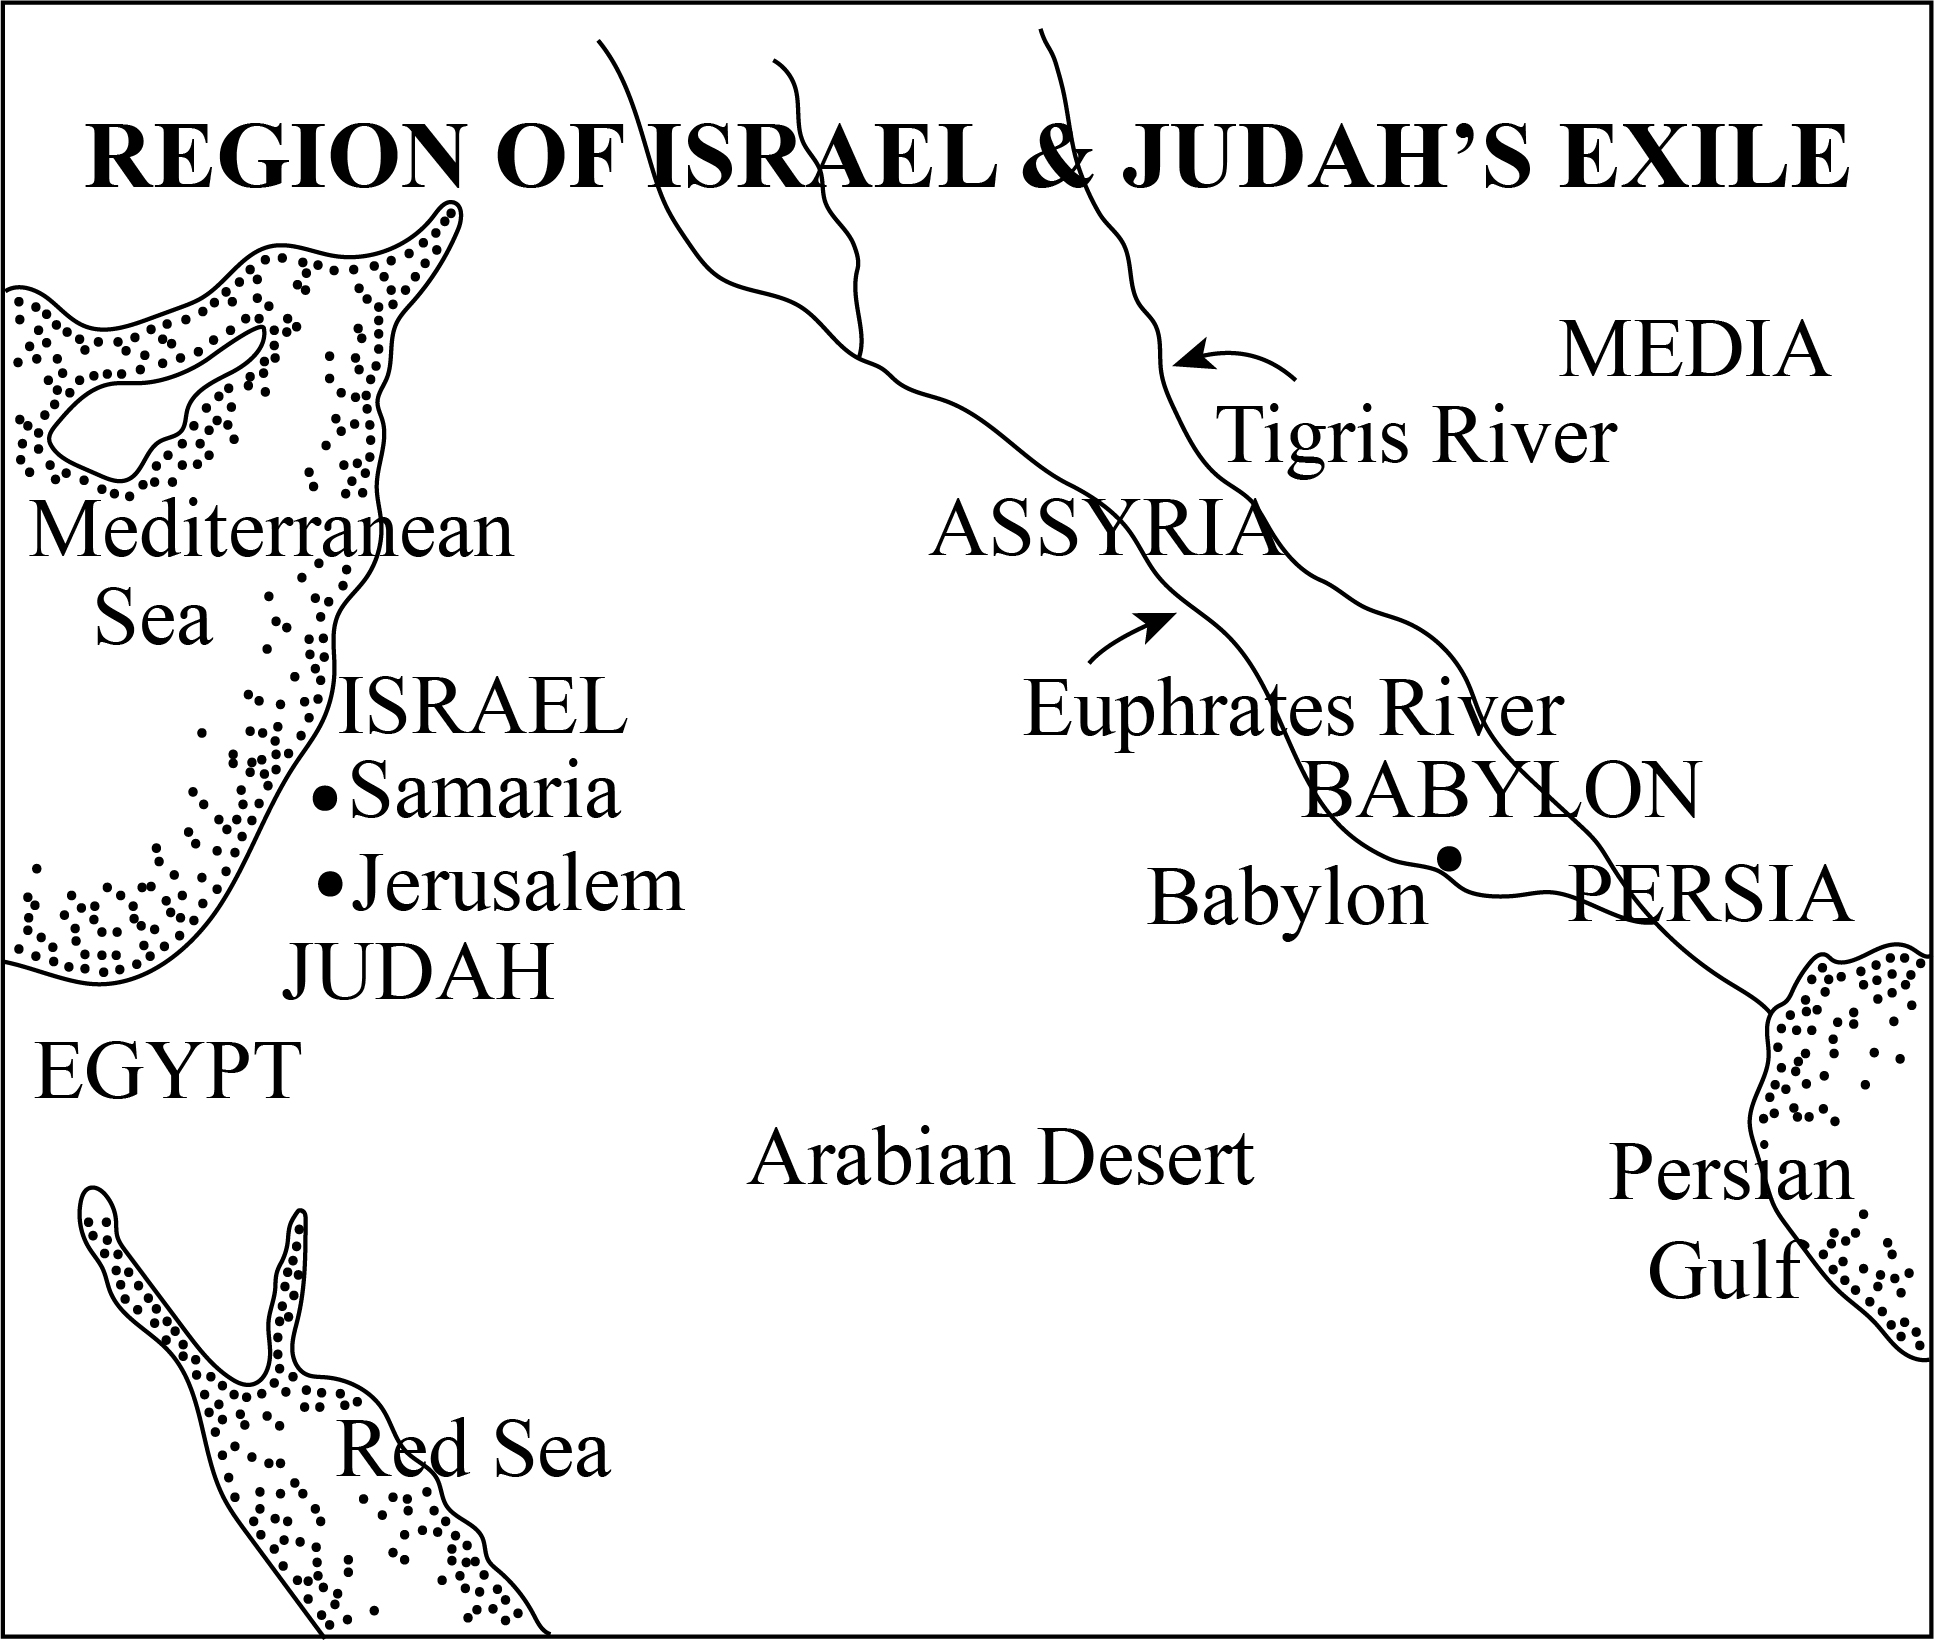 REGION OF ISRAEL & JUDAH’S EXILE
MEDIA
Tigris River
Mediterranean
Sea
ASSYRIA
ISRAEL
Euphrates River
Samaria
BABYLON
Jerusalem
Babylon
PERSIA
JUDAH
EGYPT
Arabian Desert
Persian
Gulf
Red Sea